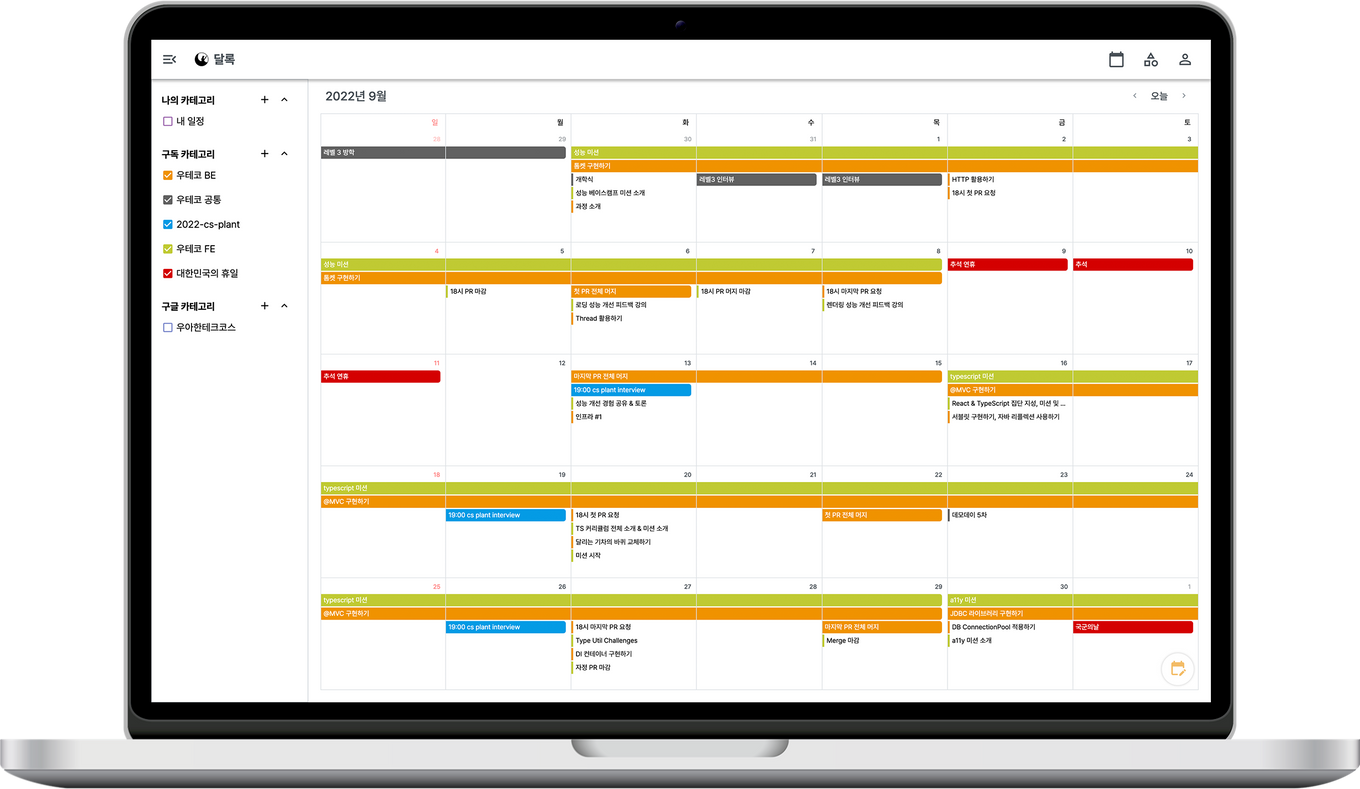 달록
나의 카테고리
내 일정
구독 카테고리
우테코 BE
우테코 공통
2022-cs-plant
우테코 FE
대한민국의 휴일
구글 카테고리
우아한테크코스
2022년 9월
오늘
일 월 화 수 목 금 토
28 29 30 31 1 2 3
레벨 3 방학 성능 미션
톰캣 구현하기
개학식 레벨3 인터뷰 레벨3 인터뷰 HTTP 활용하기
성능 베이스캠프 미션 소개 18시 첫 PR 요청
과정 소개
4 5 6 7 8 9 10
성능 미션 추석 연휴 추석
톰캣 구현하기
18시 PR 마감 첫 PR 전체 머지 18시 PR 머지 마감 18시 마지막 PR 요청
로딩 성능 개선 피드백 강의 렌더링 성능 개선 피드백 강의
Thread 활용하기
11 12 13 14 15 16 17
추석 연휴 마지막 PR 전체 머지 typescript 미션
19:00 cs plant interview @MVC 구현하기
성능 개선 경험 공유 & 토론 React & TypeScript 집단 지성, 미션 및 ...
인프라 #1 서블릿 구현하기, 자바 리플렉션 사용하기
18 19 20 21 22 23 24
typescript 미션
@MVC 구현하기
19:00 cs plant interview 18시 첫 PR 요청 첫 PR 전체 머지 데모데이 5차
TS 커리큘럼 전체 소개 & 미션 소개
달리는 기차의 바퀴 교체하기
미션 시작
25 26 27 28 29 30 1
typescript 미션 a11y 미션
@MVC 구현하기 JDBC 라이브러리 구현하기
19:00 cs plant interview 18시 마지막 PR 요청 마지막 PR 전체 머지 DB ConnectionPool 적용하기 국군의날
Type Util Challenges Merge 마감 a11y 미션 소개
DI 컨테이너 구현하기
자정 PR 마감